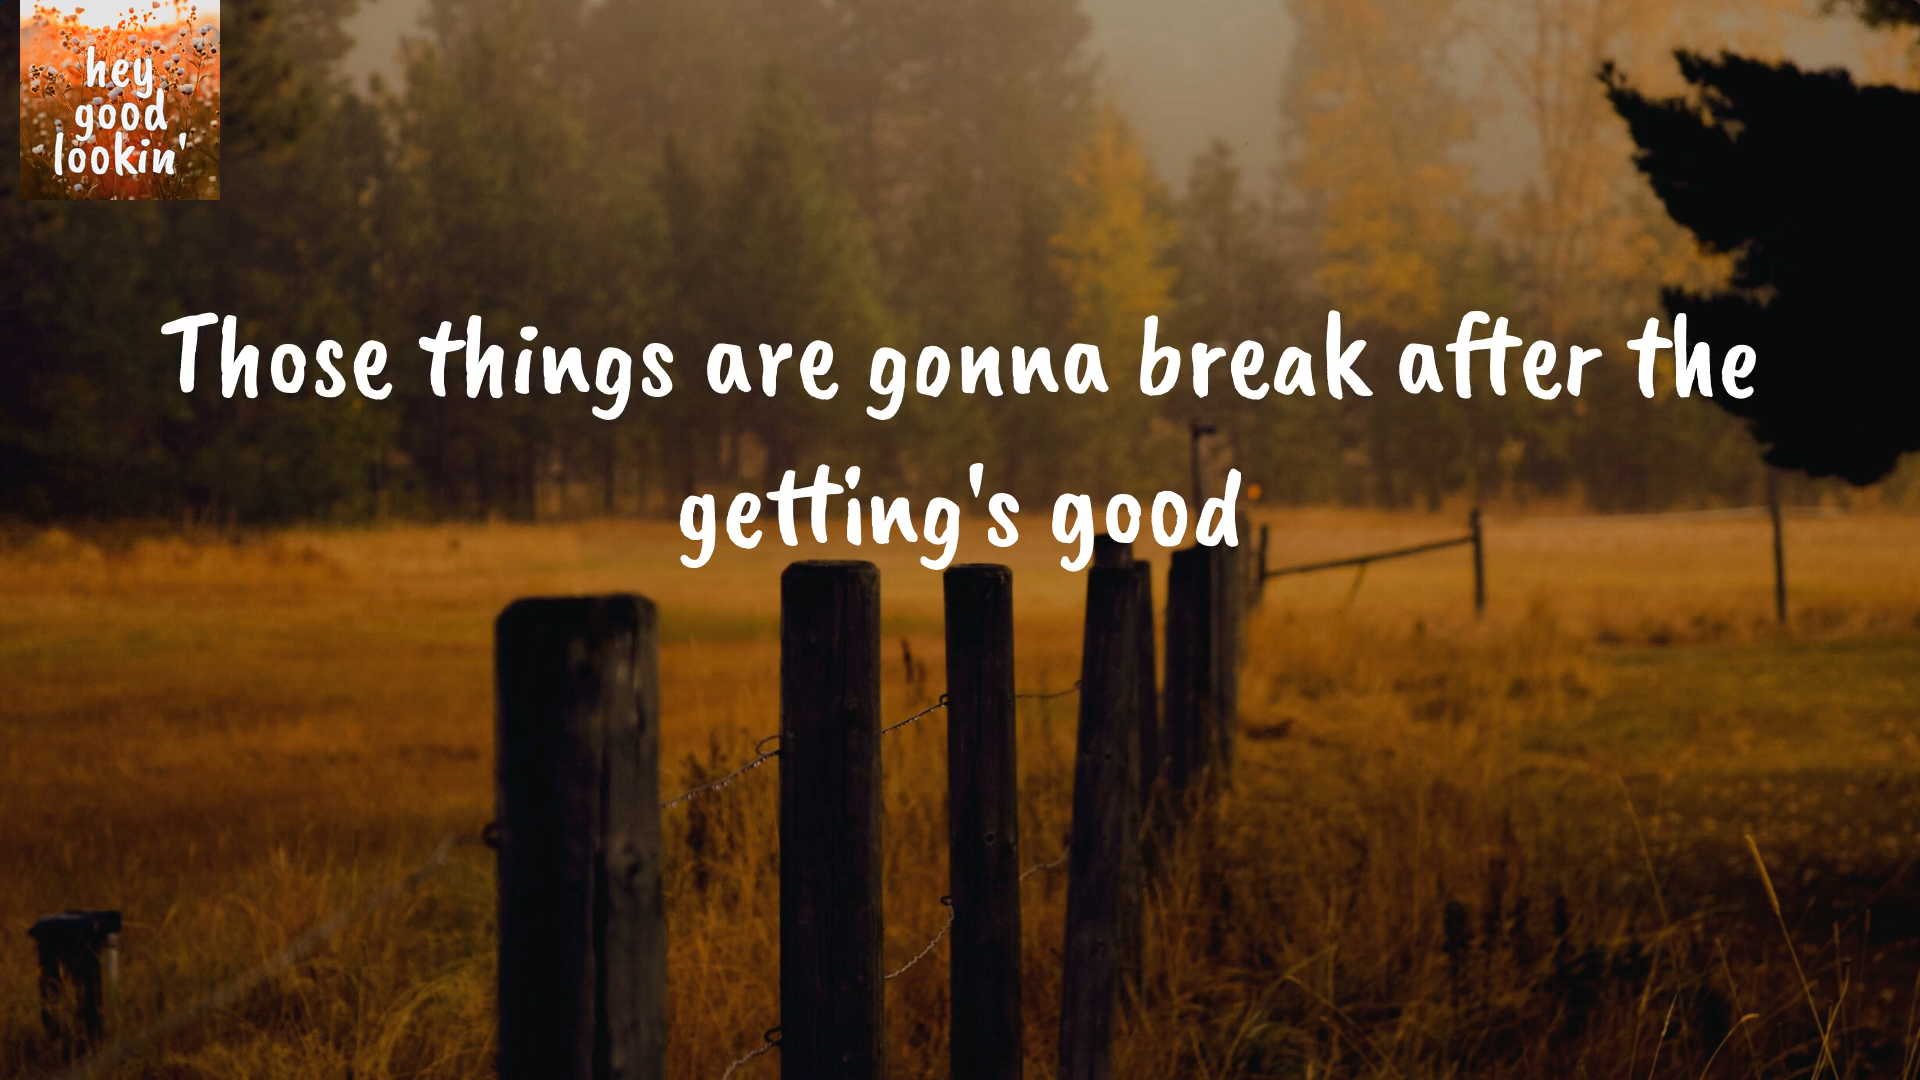 hey
good
lookin'
Those things are gonna break after the
getting's good